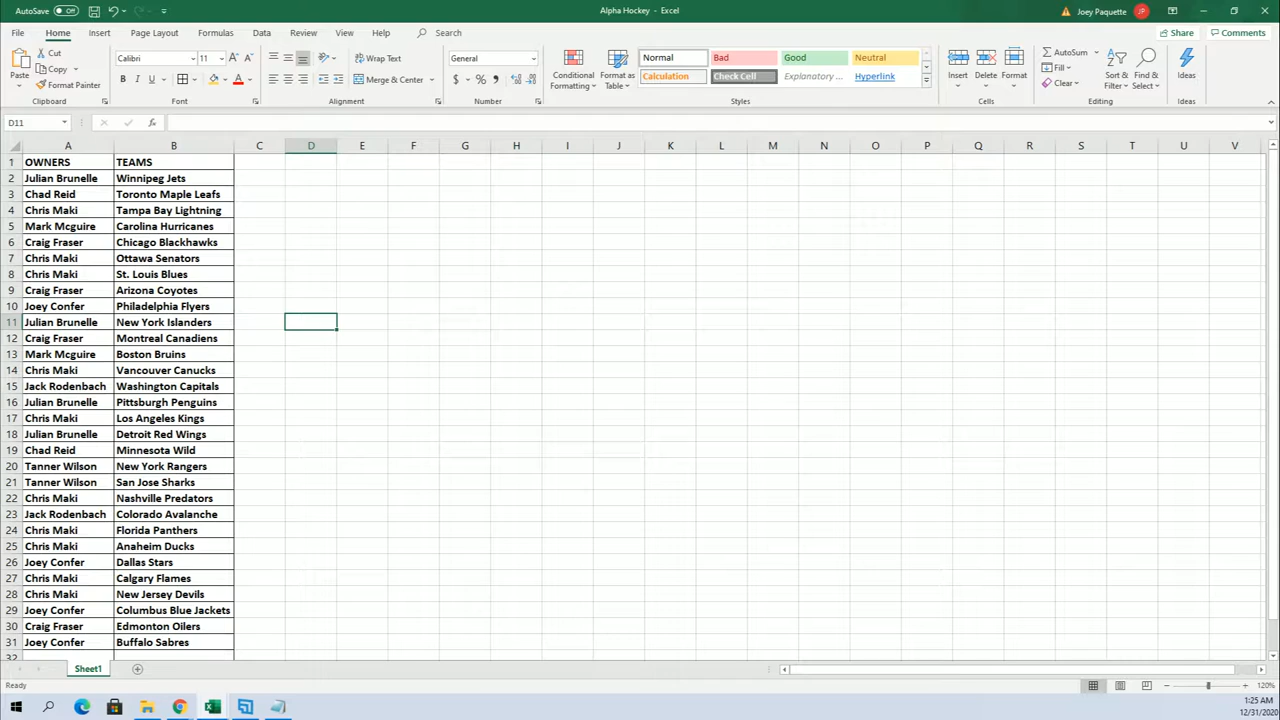 AutoSave Off
Alpha Hockey - Excel
Joey Paquette JP
File Home Insert Page Layout Formulas Data Review View Help Search
Share Comments
Paste
Cut
Copy
Format Painter
Clipboard
Calibri 11
B I U
Font
Wrap Text
Merge & Center
Alignment
General
$ % ,
Number
Conditional Formatting
Format as Table
Normal Bad Good Neutral
Calculation Check Cell Explanatory ... Hyperlink
Styles
Insert Delete Format
Cells
AutoSum
Fill
Clear
Sort & Filter
Find & Select
Editing
Ideas
Ideas
D11 fx
A B C D E F G H I J K L M N O P Q R S T U V
1 OWNERS TEAMS
2 Julian Brunelle Winnipeg Jets
3 Chad Reid Toronto Maple Leafs
4 Chris Maki Tampa Bay Lightning
5 Mark Mcguire Carolina Hurricanes
6 Craig Fraser Chicago Blackhawks
7 Chris Maki Ottawa Senators
8 Chris Maki St. Louis Blues
9 Craig Fraser Arizona Coyotes
10 Joey Confer Philadelphia Flyers
11 Julian Brunelle New York Islanders
12 Craig Fraser Montreal Canadiens
13 Mark Mcguire Boston Bruins
14 Chris Maki Vancouver Canucks
15 Jack Rodenbach Washington Capitals
16 Julian Brunelle Pittsburgh Penguins
17 Chris Maki Los Angeles Kings
18 Julian Brunelle Detroit Red Wings
19 Chad Reid Minnesota Wild
20 Tanner Wilson New York Rangers
21 Tanner Wilson San Jose Sharks
22 Chris Maki Nashville Predators
23 Jack Rodenbach Colorado Avalanche
24 Chris Maki Florida Panthers
25 Chris Maki Anaheim Ducks
26 Joey Confer Dallas Stars
27 Chris Maki Calgary Flames
28 Chris Maki New Jersey Devils
29 Joey Confer Columbus Blue Jackets
30 Craig Fraser Edmonton Oilers
31 Joey Confer Buffalo Sabres
32
Sheet1
Ready
120%
1:25 AM
12/31/2020